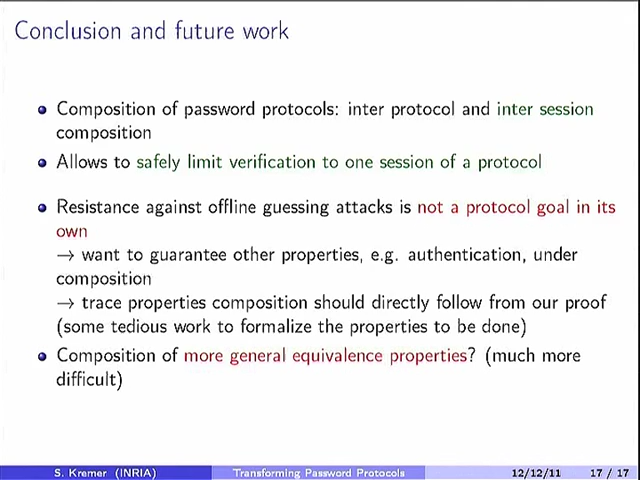 Conclusion and future work
Composition of password protocols: inter protocol and inter session
composition
Allows to safely limit verification to one session of a protocol
Resistance against offline guessing attacks is not a protocol goal in its
own
→ want to guarantee other properties, e.g. authentication, under
composition
→ trace properties composition should directly follow from our proof
(some tedious work to formalize the properties to be done)
Composition of more general equivalence properties? (much more
difficult)
S. Kremer (INRIA) Transforming Password Protocols 12/12/11 17 / 17